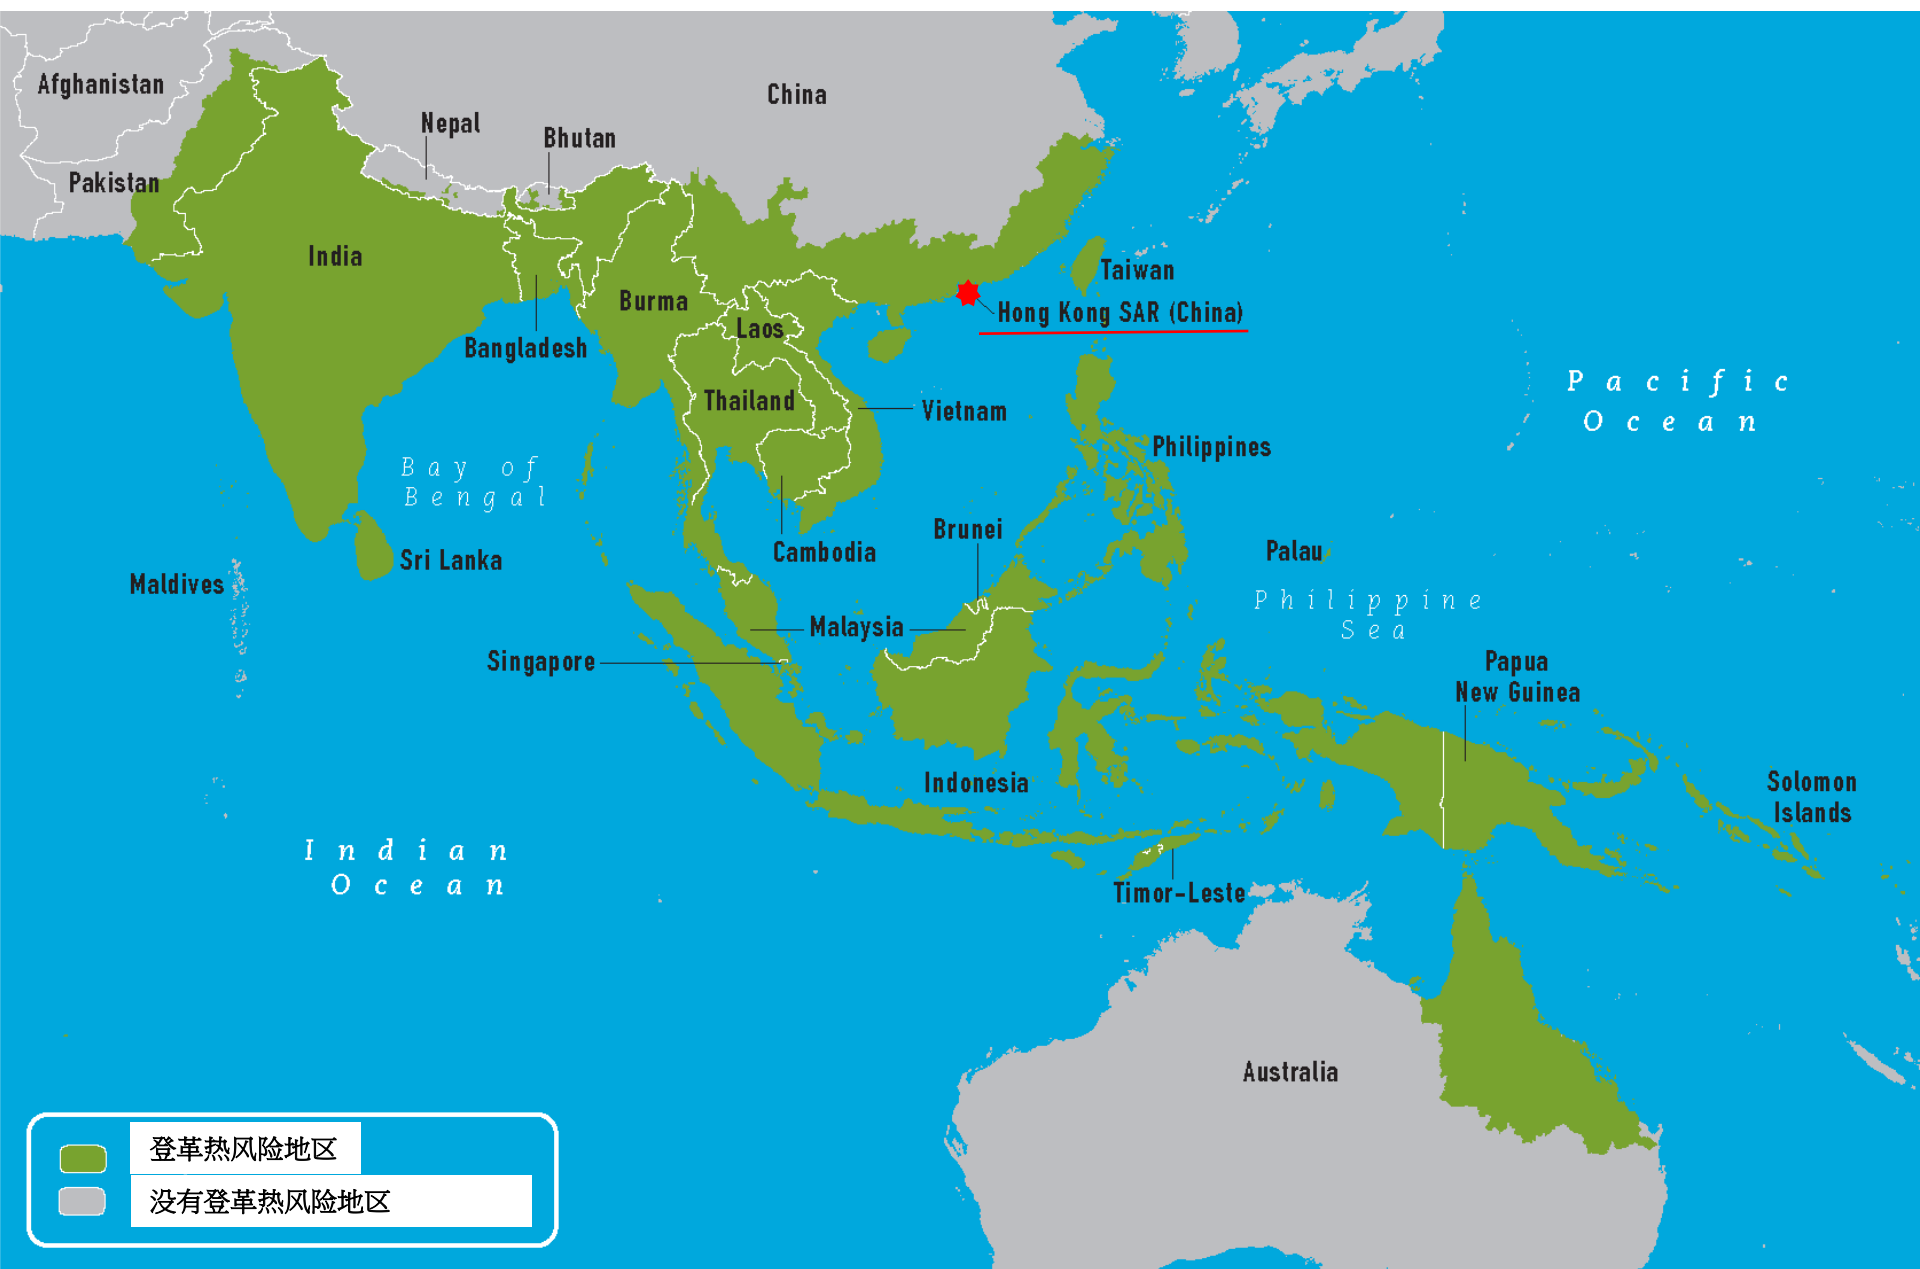 Afghanistan
China
Nepal
Bhutan
Pakistan
India
Taiwan
Burma
Hong Kong SAR (China)
Laos
Bangladesh
Pacific
Ocean
Thailand
Vietnam
Philippines
Bay of
Bengal
Brunei
Cambodia
Palau
Sri Lanka
Maldives
Philippine
Sea
Malaysia
Singapore
Papua
New Guinea
Indonesia
Solomon
Islands
Indian
Ocean
Timor-Leste
Australia
登革热风险地区
没有登革热风险地区